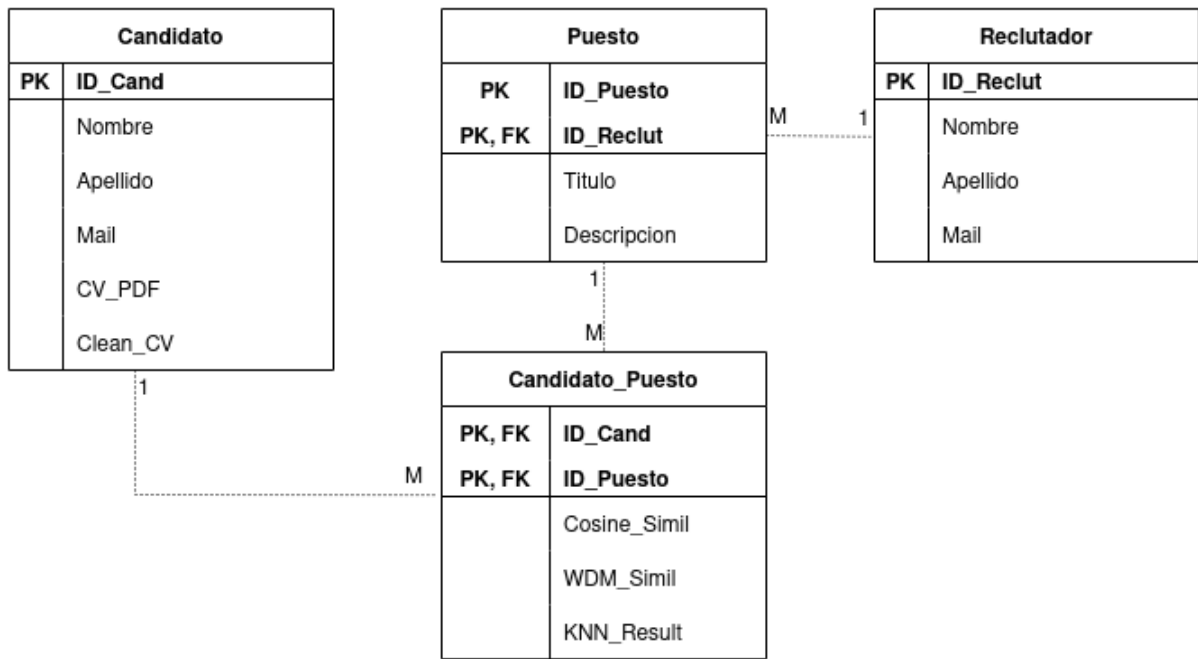 Candidato
PK ID_Cand
Nombre
Apellido
Mail
CV_PDF
Clean_CV
1
M
Puesto
PK ID_Puesto
PK, FK ID_Reclut
Titulo
Descripcion
M 1
1
M
Reclutador
PK ID_Reclut
Nombre
Apellido
Mail
Candidato_Puesto
PK, FK ID_Cand
PK, FK ID_Puesto
Cosine_Simil
WDM_Simil
KNN_Result